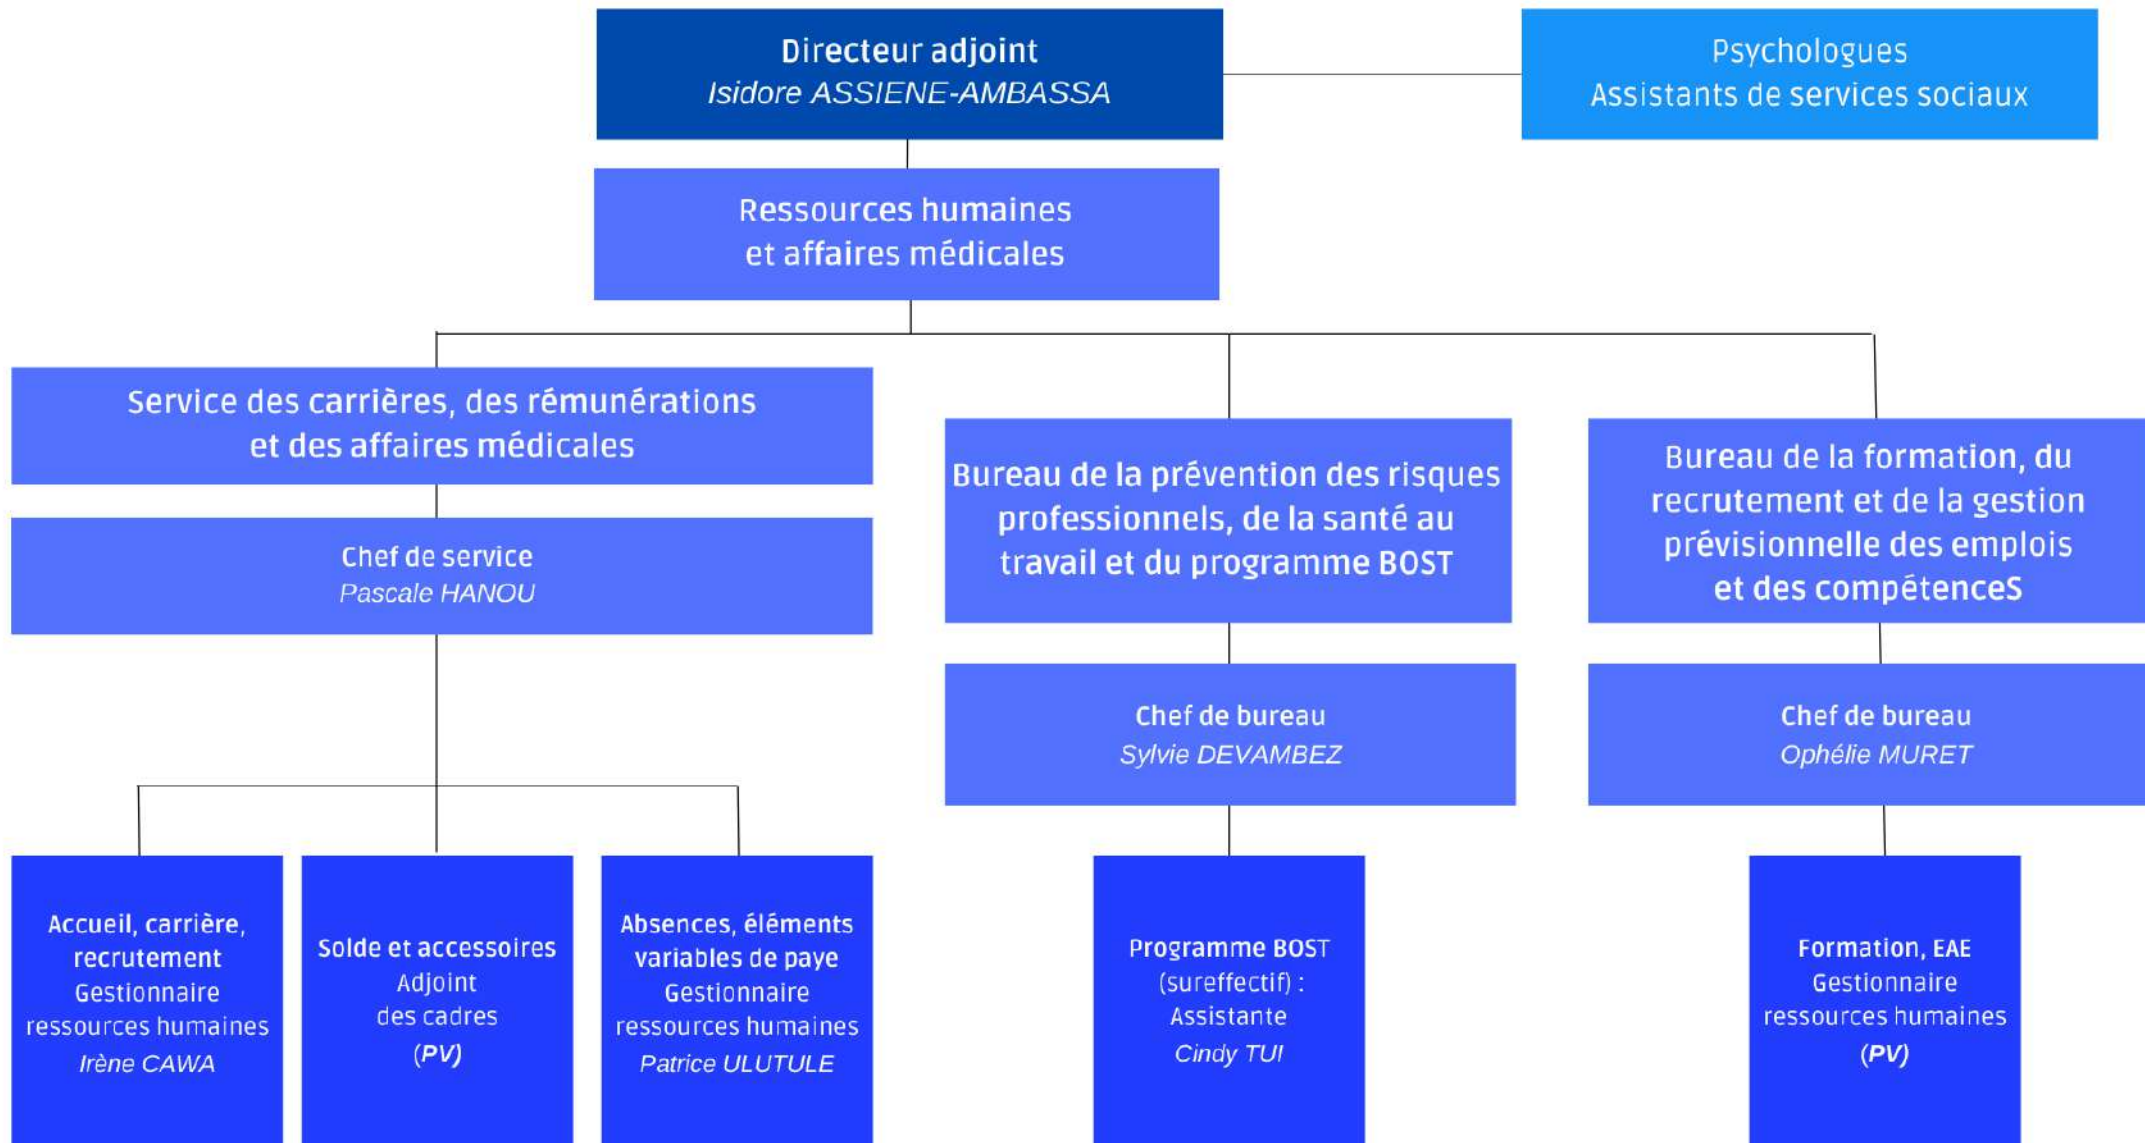 Directeur adjoint
Isidore ASSIENE-AMBASSA
Psychologues
Assistants de services sociaux
Ressources humaines
et affaires médicales
Service des carrières, des rémunérations
et des affaires médicales
Chef de service
Pascale HANOU
Bureau de la prévention des risques
professionnels, de la santé au
travail et du programme BOST
Bureau de la formation, du
recrutement et de la gestion
prévisionnelle des emplois
et des compétenceS
Chef de bureau
Sylvie DEVAMBEZ
Chef de bureau
Ophélie MURET
Accueil, carrière,
recrutement
Gestionnaire
ressources humaines
Irène CAWA
Solde et accessoires
Adjoint
des cadres
(PV)
Absences, éléments
variables de paye
Gestionnaire
ressources humaines
Patrice ULUTULE
Programme BOST
(sureffectif) :
Assistante
Cindy TUI
Formation, EAE
Gestionnaire
ressources humaines
(PV)